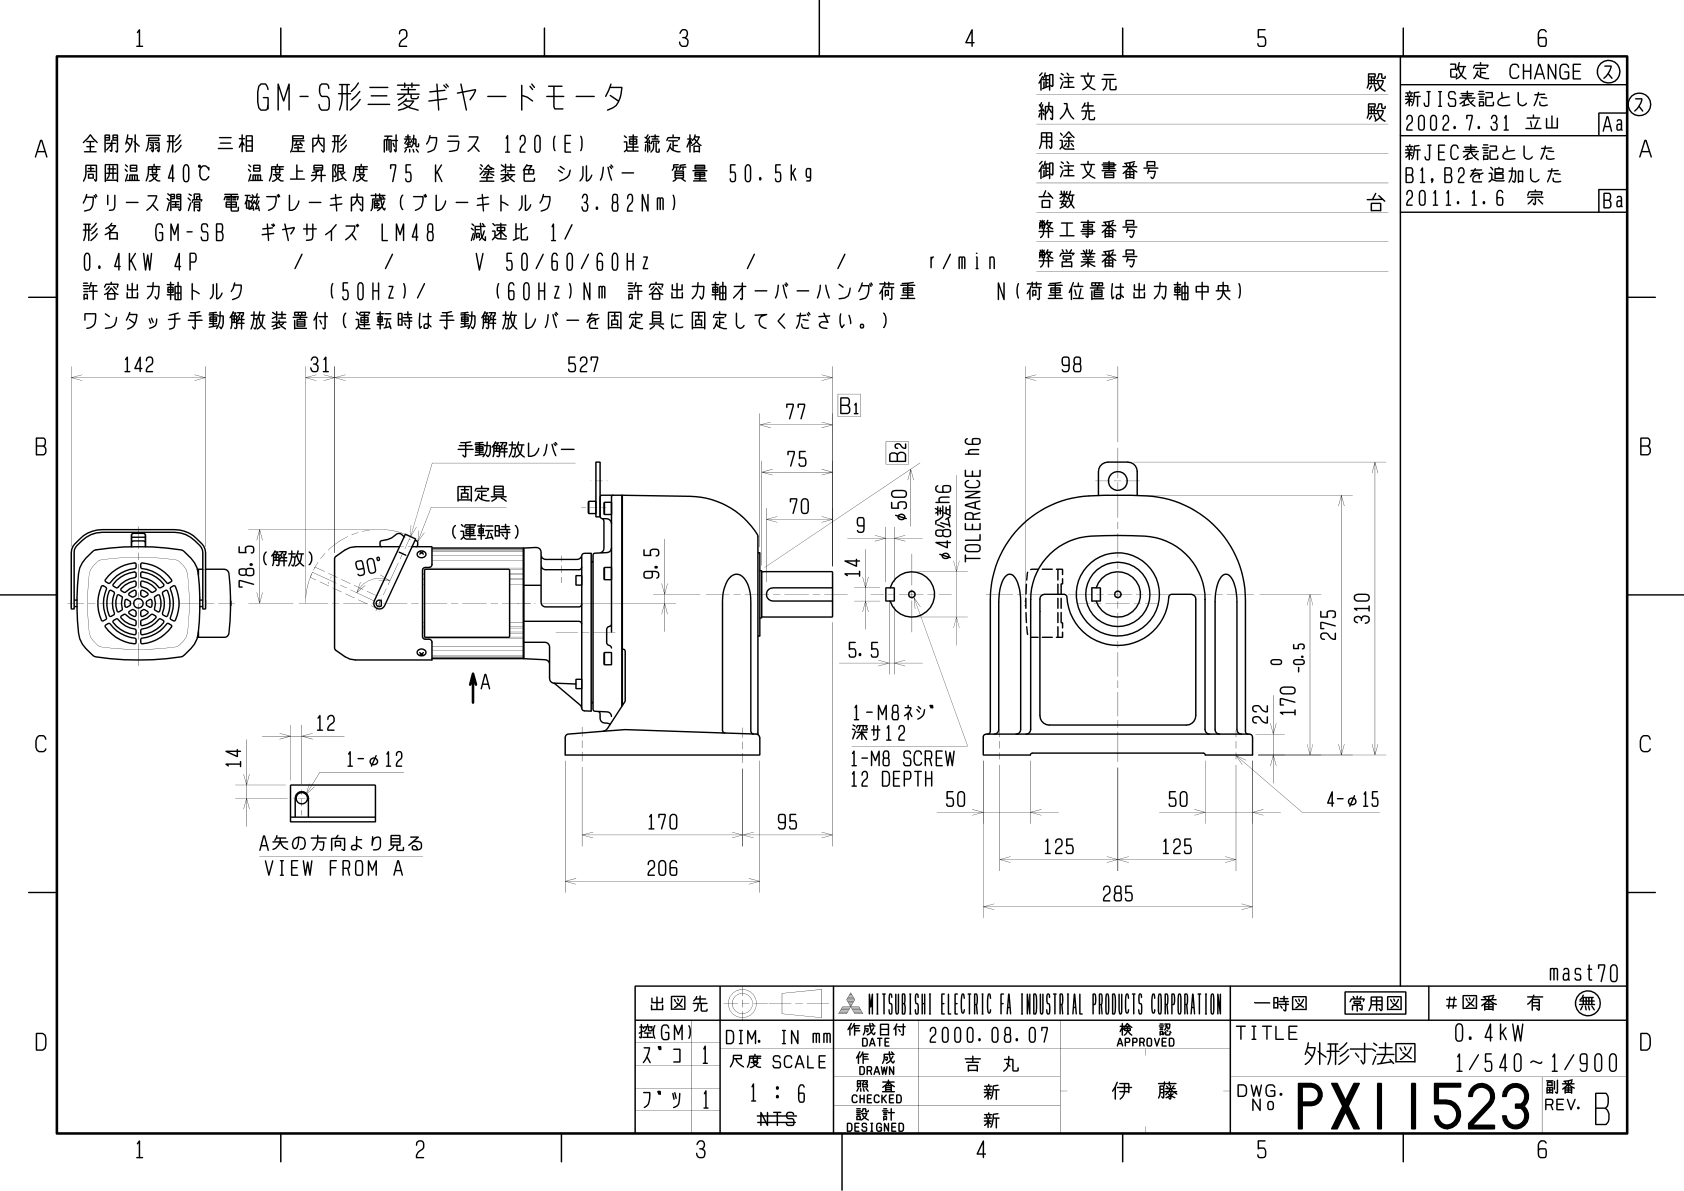 1 2 3 4 5 6
A
B
C
D
GM-S形三菱ギヤードモータ
全閉外扇形 三相 屋内形 耐熱クラス 120(E) 連続定格
周囲温度40℃ 温度上昇限度 75 K 塗装色 シルバー 質量 50.5kg
グリース潤滑 電磁ブレーキ内蔵(ブレーキトルク 3.82Nm)
形名 GM-SB ギヤサイズ LM48 減速比 1/
0.4KW 4P / / V 50/60/60Hz / / r/min
許容出力軸トルク (50Hz)/ (60Hz)Nm 許容出力軸オーバーハング荷重 N(荷重位置は出力軸中央)
ワンタッチ手動解放装置付(運転時は手動解放レバーを固定具に固定してください。)
御注文元 殿
納入先 殿
用途
御注文書番号
台数 台
弊工事番号
弊営業番号
改定 CHANGE ス
新JIS表記とした
2002.7.31 立山 Aa
ス
新JEC表記とした
B1,B2を追加した
2011.1.6 宗 Ba
A
B
C
D
142
31
527
77
B1
75
70
手動解放レバー
固定具
(運転時)
(解放)
90°
78.5
9.5
A
170
95
206
12
14
1-φ12
A矢の方向より見る
VIEW FROM A
B2
φ50
9
14
5.5
φ48公差h6
TOLERANCE h6
1-M8ネジ
深サ12
1-M8 SCREW
12 DEPTH
98
310
275
170 0 -0.5
22
50
50
4-φ15
125
125
285
mast70
出図先
控(GM)
ズコ 1
ブツ 1
DIM. IN mm
尺度 SCALE
1 : 6
NTS
MITSUBISHI ELECTRIC FA INDUSTRIAL PRODUCTS CORPORATION
作成日付
DATE
2000.08.07
作成
DRAWN
吉丸
照査
CHECKED
新
設計
DESIGNED
新
検認
APPROVED
伊藤
一時図 常用図 #図番 有 無
TITLE
外形寸法図
0.4kW
1/540~1/900
DWG.
No
PX11523
副番
REV.
B
1 2 3 4 5 6